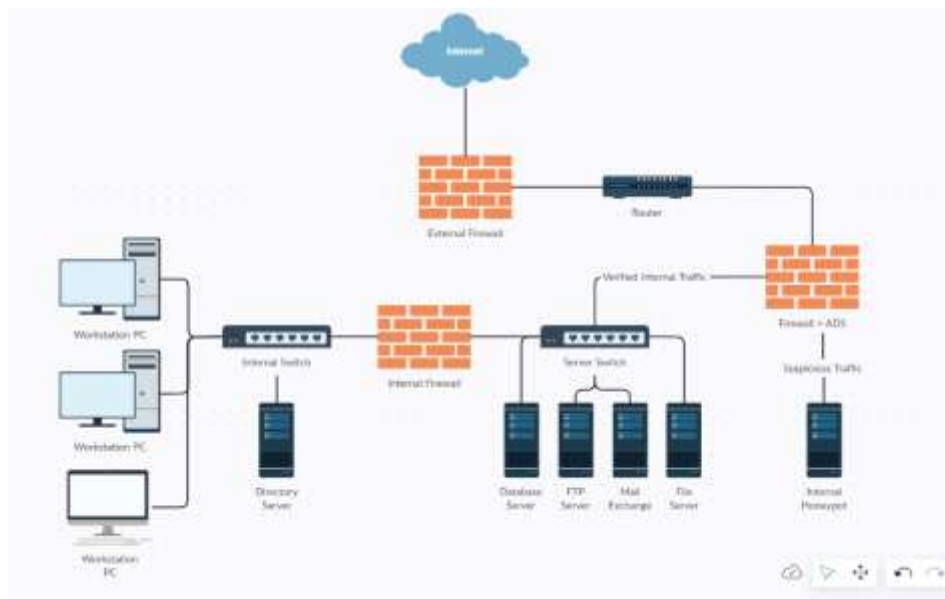 Internet
External Firewall
Router
Verified Internal Traffic
Firewall + ADS
Workstation PC
Internal Switch
Internal Firewall
Server Switch
Suspicious Traffic
Workstation PC
Directory
Server
Database
Server
FTP
Server
Mail
Exchange
File
Server
Internal
Honeypot
Workstation
PC